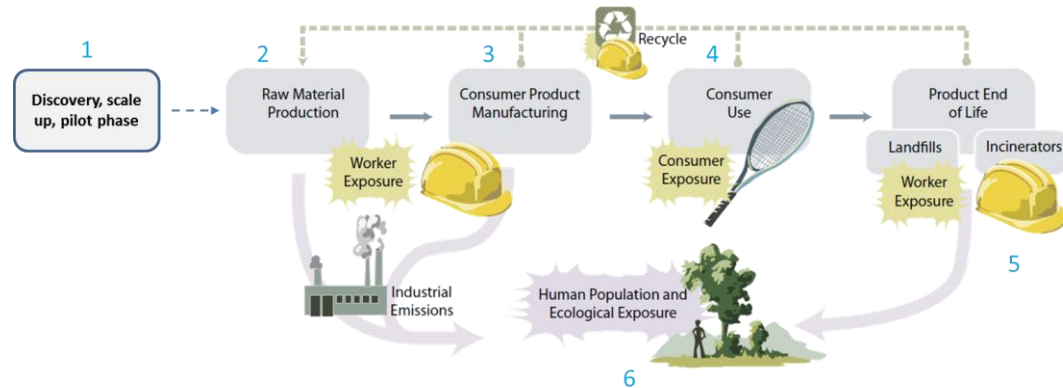 1
Discovery, scale
up, pilot phase
2
Raw Material
Production
3
Consumer Product
Manufacturing
Recycle
4
Consumer
Use
Product End
of Life
Landfills
Incinerators
Worker
Exposure
Consumer
Exposure
Worker
Exposure
5
Industrial
Emissions
Human Population and
Ecological Exposure
6